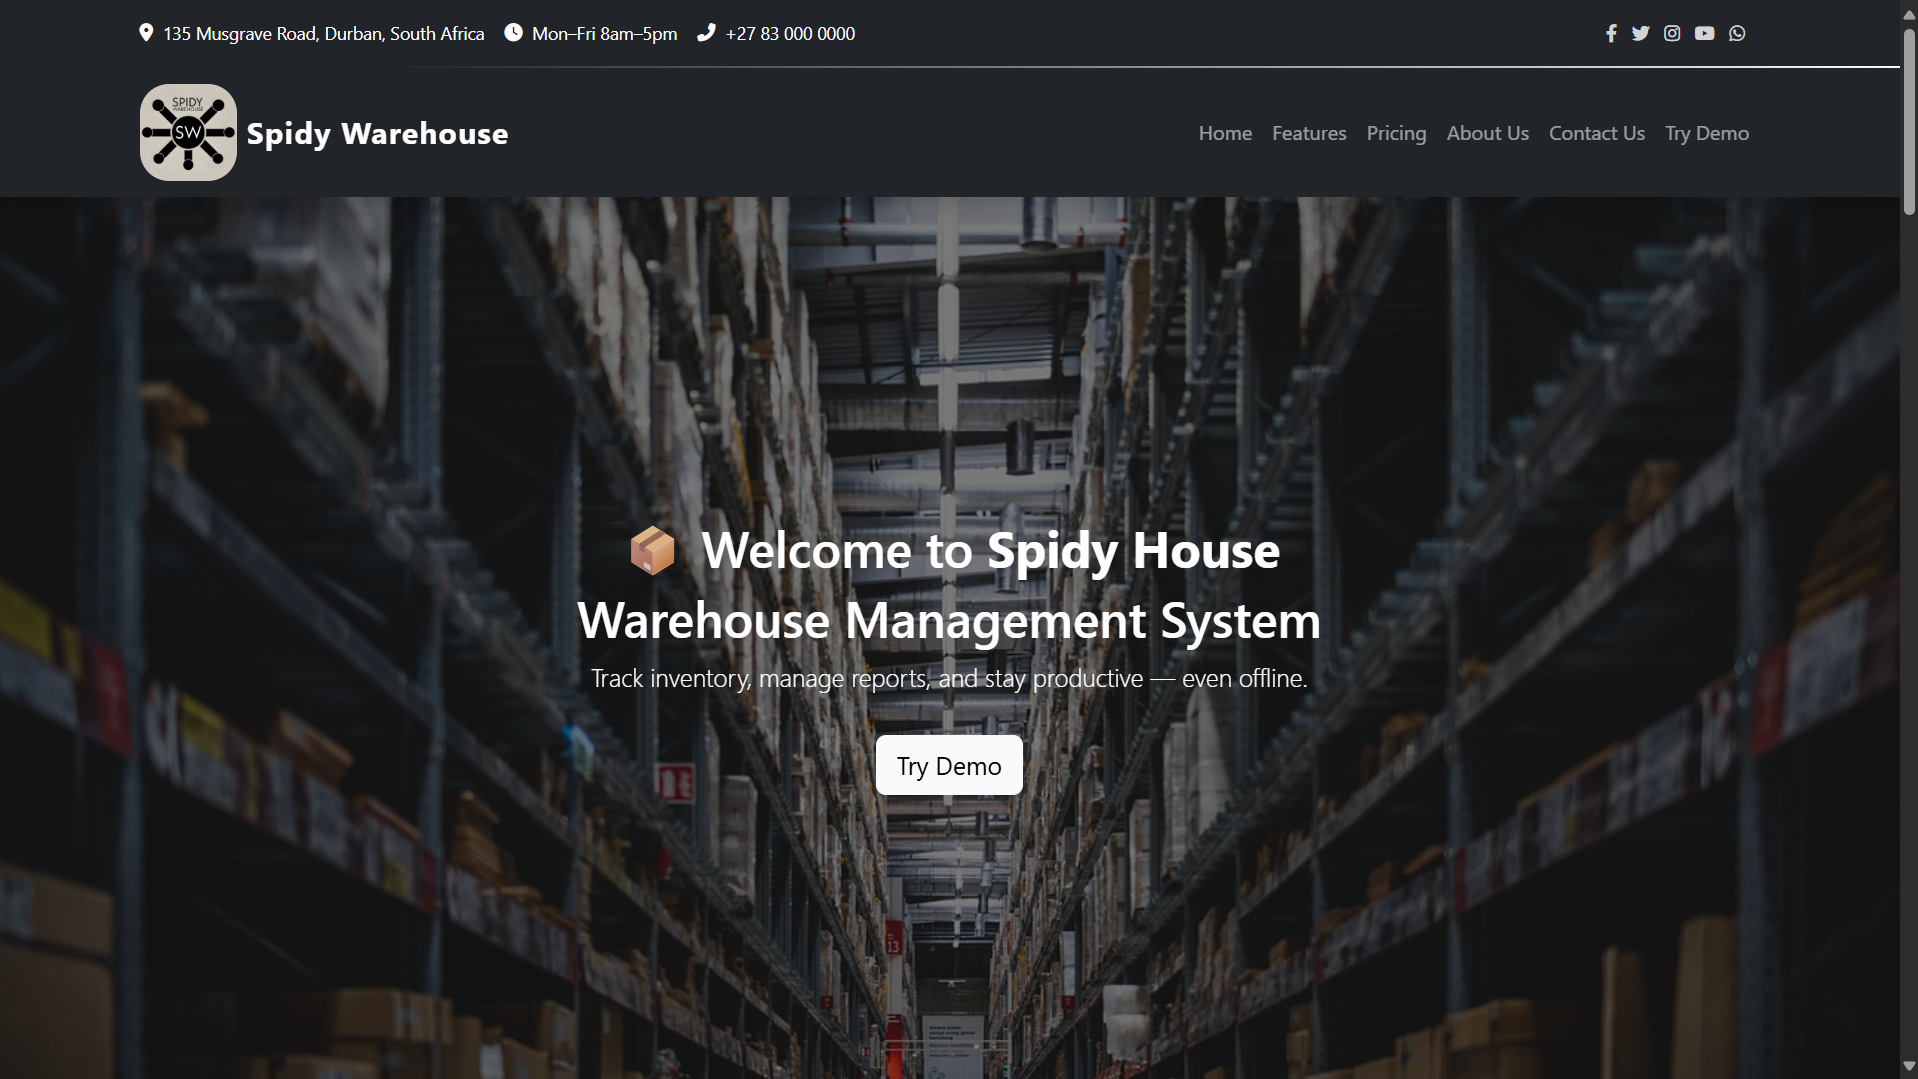 135 Musgrave Road, Durban, South Africa
Mon–Fri 8am–5pm
+27 83 000 0000
SPIDY
WAREHOUSE
SW
Spidy Warehouse
Home
Features
Pricing
About Us
Contact Us
Try Demo
Welcome to Spidy House
Warehouse Management System
Track inventory, manage reports, and stay productive — even offline.
Try Demo
13